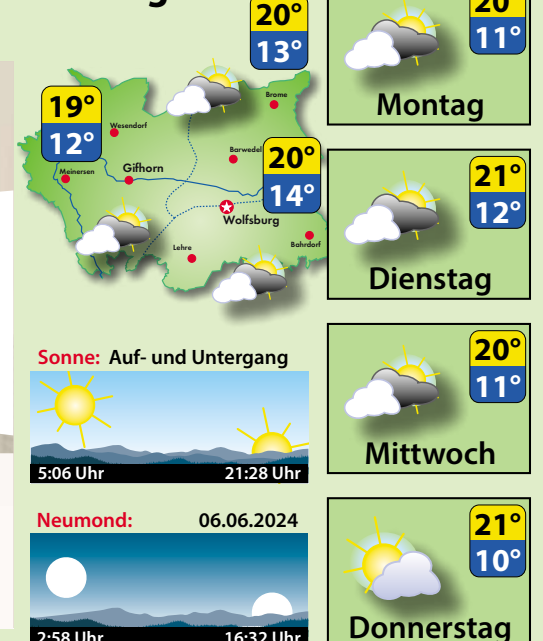 20°
13°
19°
12°
Wesendorf
Brome
Meinersen
Gifhorn
Barwedel
20°
14°
Wolfsburg
Lehre
Bahrdorf
Sonne: Auf- und Untergang
5:06 Uhr 21:28 Uhr
Neumond: 06.06.2024
2:58 Uhr 16:32 Uhr
20°
11°
Montag
21°
12°
Dienstag
20°
11°
Mittwoch
21°
10°
Donnerstag